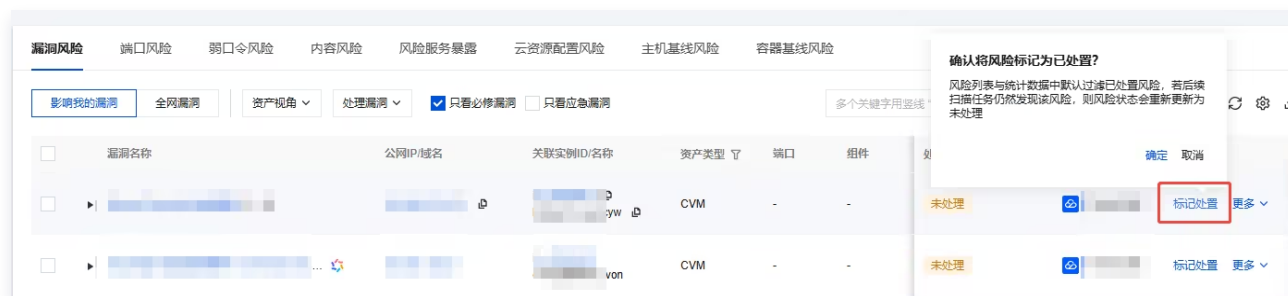 漏洞风险 端口风险 弱口令风险 内容风险 风险服务暴露 云资源配置风险 主机基线风险 容器基线风险
确认将风险标记为已处置?
风险列表与统计数据中默认过滤已处置风险,若后续
扫描任务仍然发现该风险,则风险状态会重新更新为
未处理
确定 取消
影响我的漏洞 全网漏洞 资产视角 处理漏洞 只看必修漏洞 只看应急漏洞 多个关键字用竖线
漏洞名称 公网IP/域名 关联实例ID/名称 资产类型 端口 组件
yw CVM - - 未处理 标记处置 更多
... von CVM - - 未处理 标记处置 更多